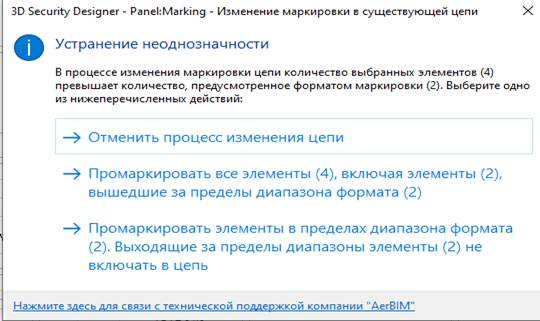 3D Security Designer - Panel:Marking - Изменение маркировки в существующей цепи
Устранение неоднозначности
В процессе изменения маркировки цепи количество выбранных элементов (4)
превышает количество, предусмотренное форматом маркировки (2). Выберите одно
из нижеперечисленных действий:
Отменить процесс изменения цепи
Промаркировать все элементы (4), включая элементы (2),
вышедшие за пределы диапазона формата (2)
Промаркировать элементы в пределах диапазона формата
(2). Выходящие за пределы диапазоны элементы (2) не
включать в цепь
Нажмите здесь для связи с технической поддержкой компании "AerBIM"